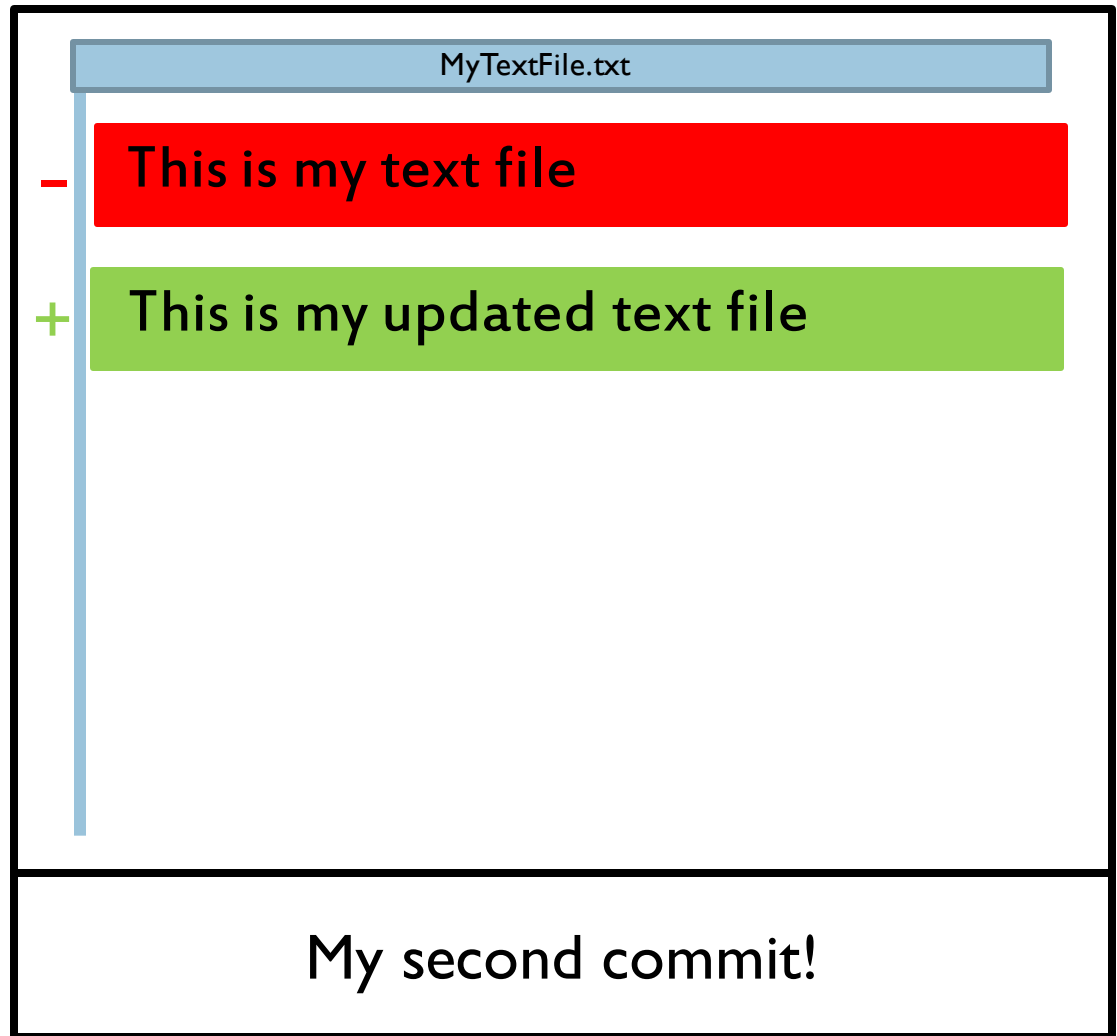 MyTextFile.txt
- This is my text file
+ This is my updated text file
My second commit!